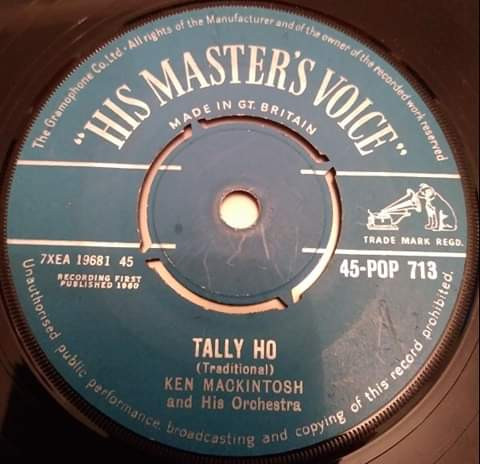 The Gramophone Co., Ltd. · All rights of the Manufacturer and of the owner of the recorded work reserved
"HIS MASTER'S VOICE"
MADE IN GT. BRITAIN
TRADE MARK REGD.
7XEA 19681 45
RECORDING FIRST
PUBLISHED 1960
45-POP 713
TALLY HO
(Traditional)
KEN MACKINTOSH
and His Orchestra
Unauthorised public performance, broadcasting and copying of this record prohibited.